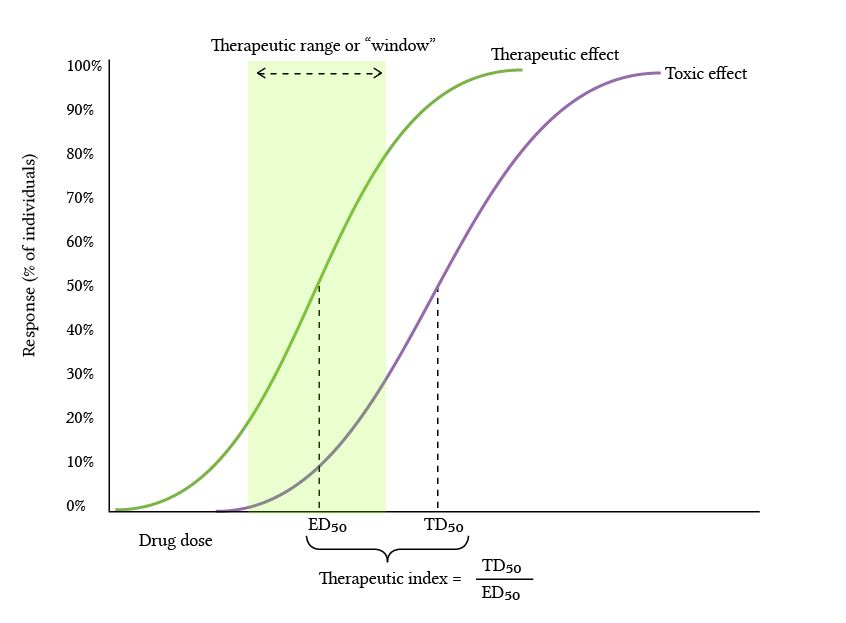 Therapeutic range or “window”
Therapeutic effect
Toxic effect
Response (% of individuals)
100%
90%
80%
70%
60%
50%
40%
30%
20%
10%
0%
ED50
TD50
Drug dose
Therapeutic index =
TD50
ED50